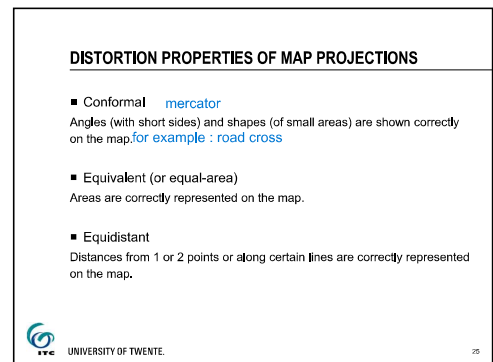 DISTORTION PROPERTIES OF MAP PROJECTIONS
■ Conformal mercator
Angles (with short sides) and shapes (of small areas) are shown correctly
on the map.for example : road cross
■ Equivalent (or equal-area)
Areas are correctly represented on the map.
■ Equidistant
Distances from 1 or 2 points or along certain lines are correctly represented
on the map.
ITC UNIVERSITY OF TWENTE. 25